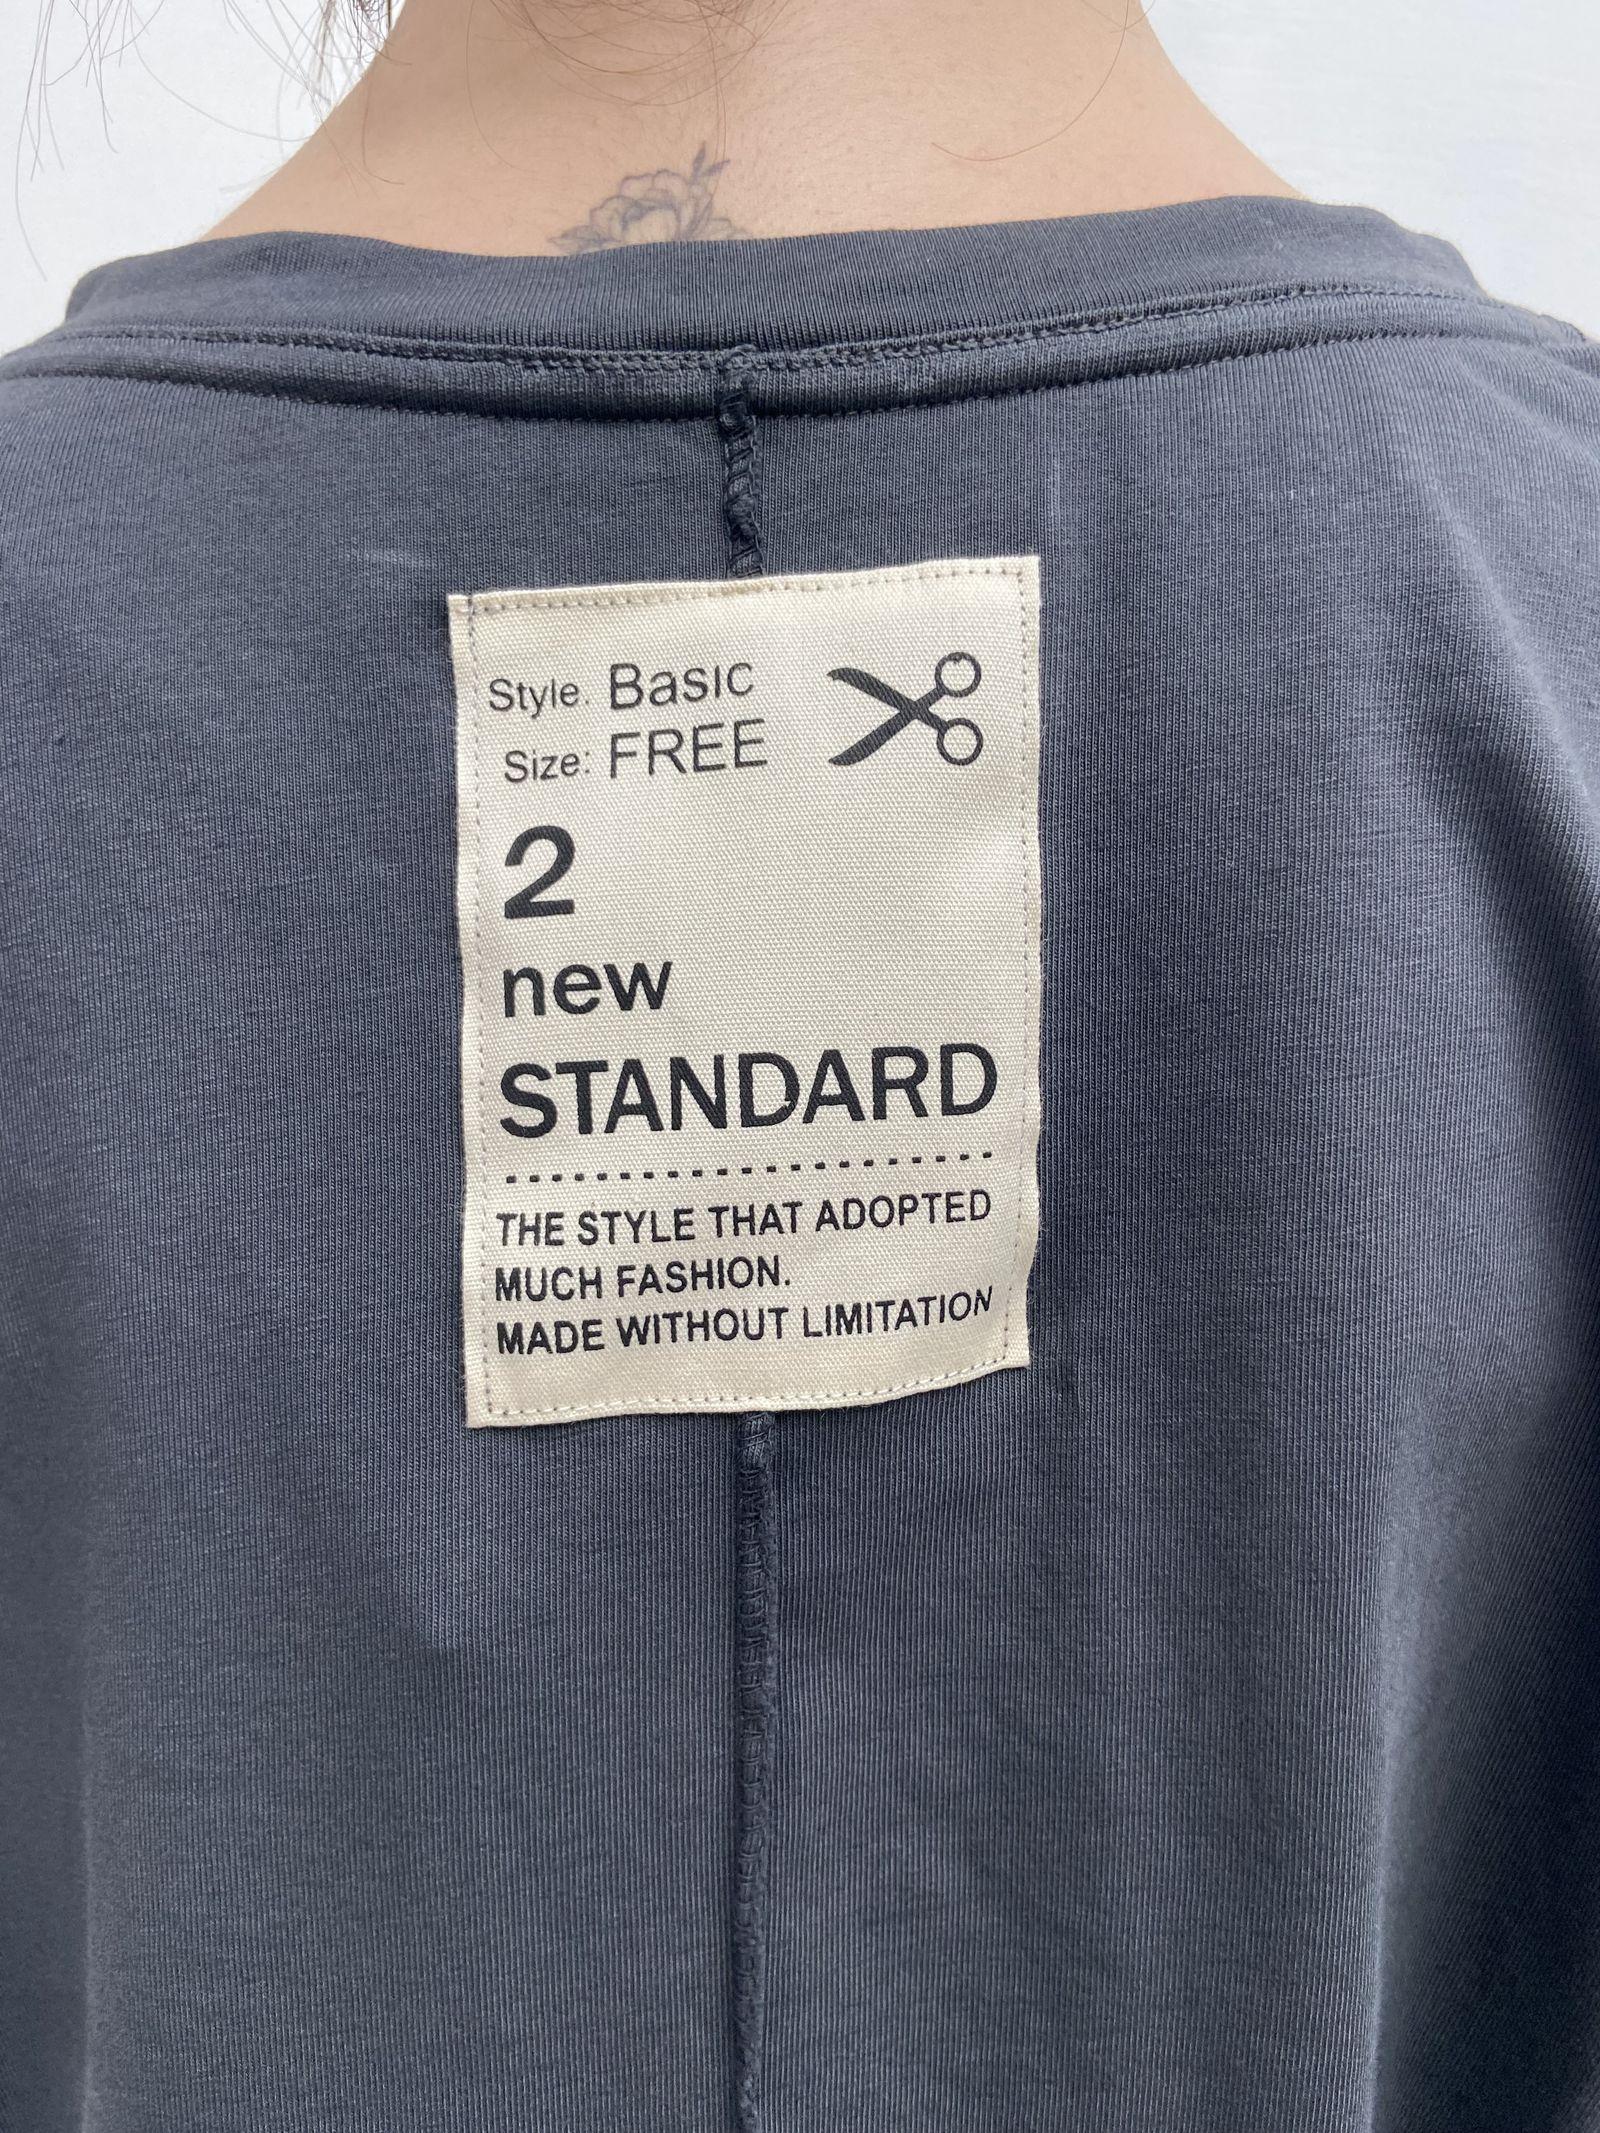 Style. Basic
Size: FREE
2
new
STANDARD
THE STYLE THAT ADOPTED
MUCH FASHION.
MADE WITHOUT LIMITATION